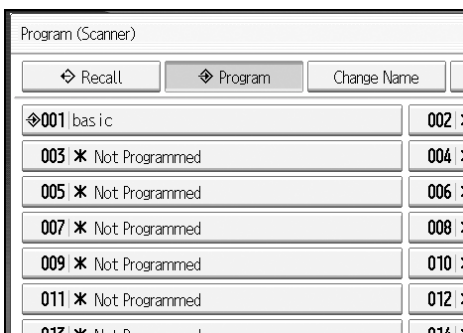 Program (Scanner)
Recall Program Change Name
001 basic 002
003 * Not Programmed 004
005 * Not Programmed 006
007 * Not Programmed 008
009 * Not Programmed 010
011 * Not Programmed 012